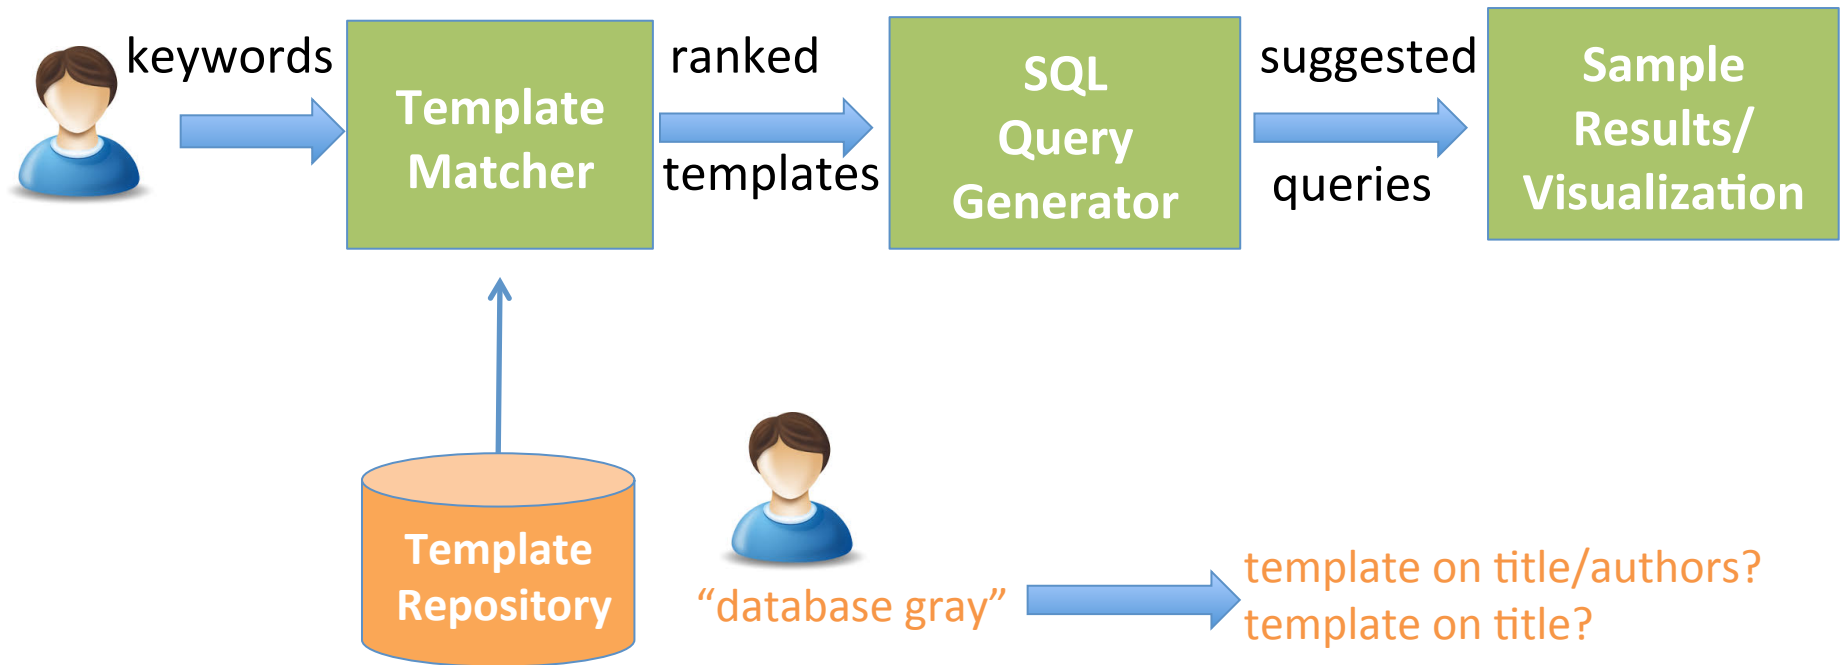 keywords
Template
Matcher
ranked
templates
SQL
Query
Generator
suggested
queries
Sample
Results/
Visualization
Template
Repository
“database gray”
template on title/authors?
template on title?